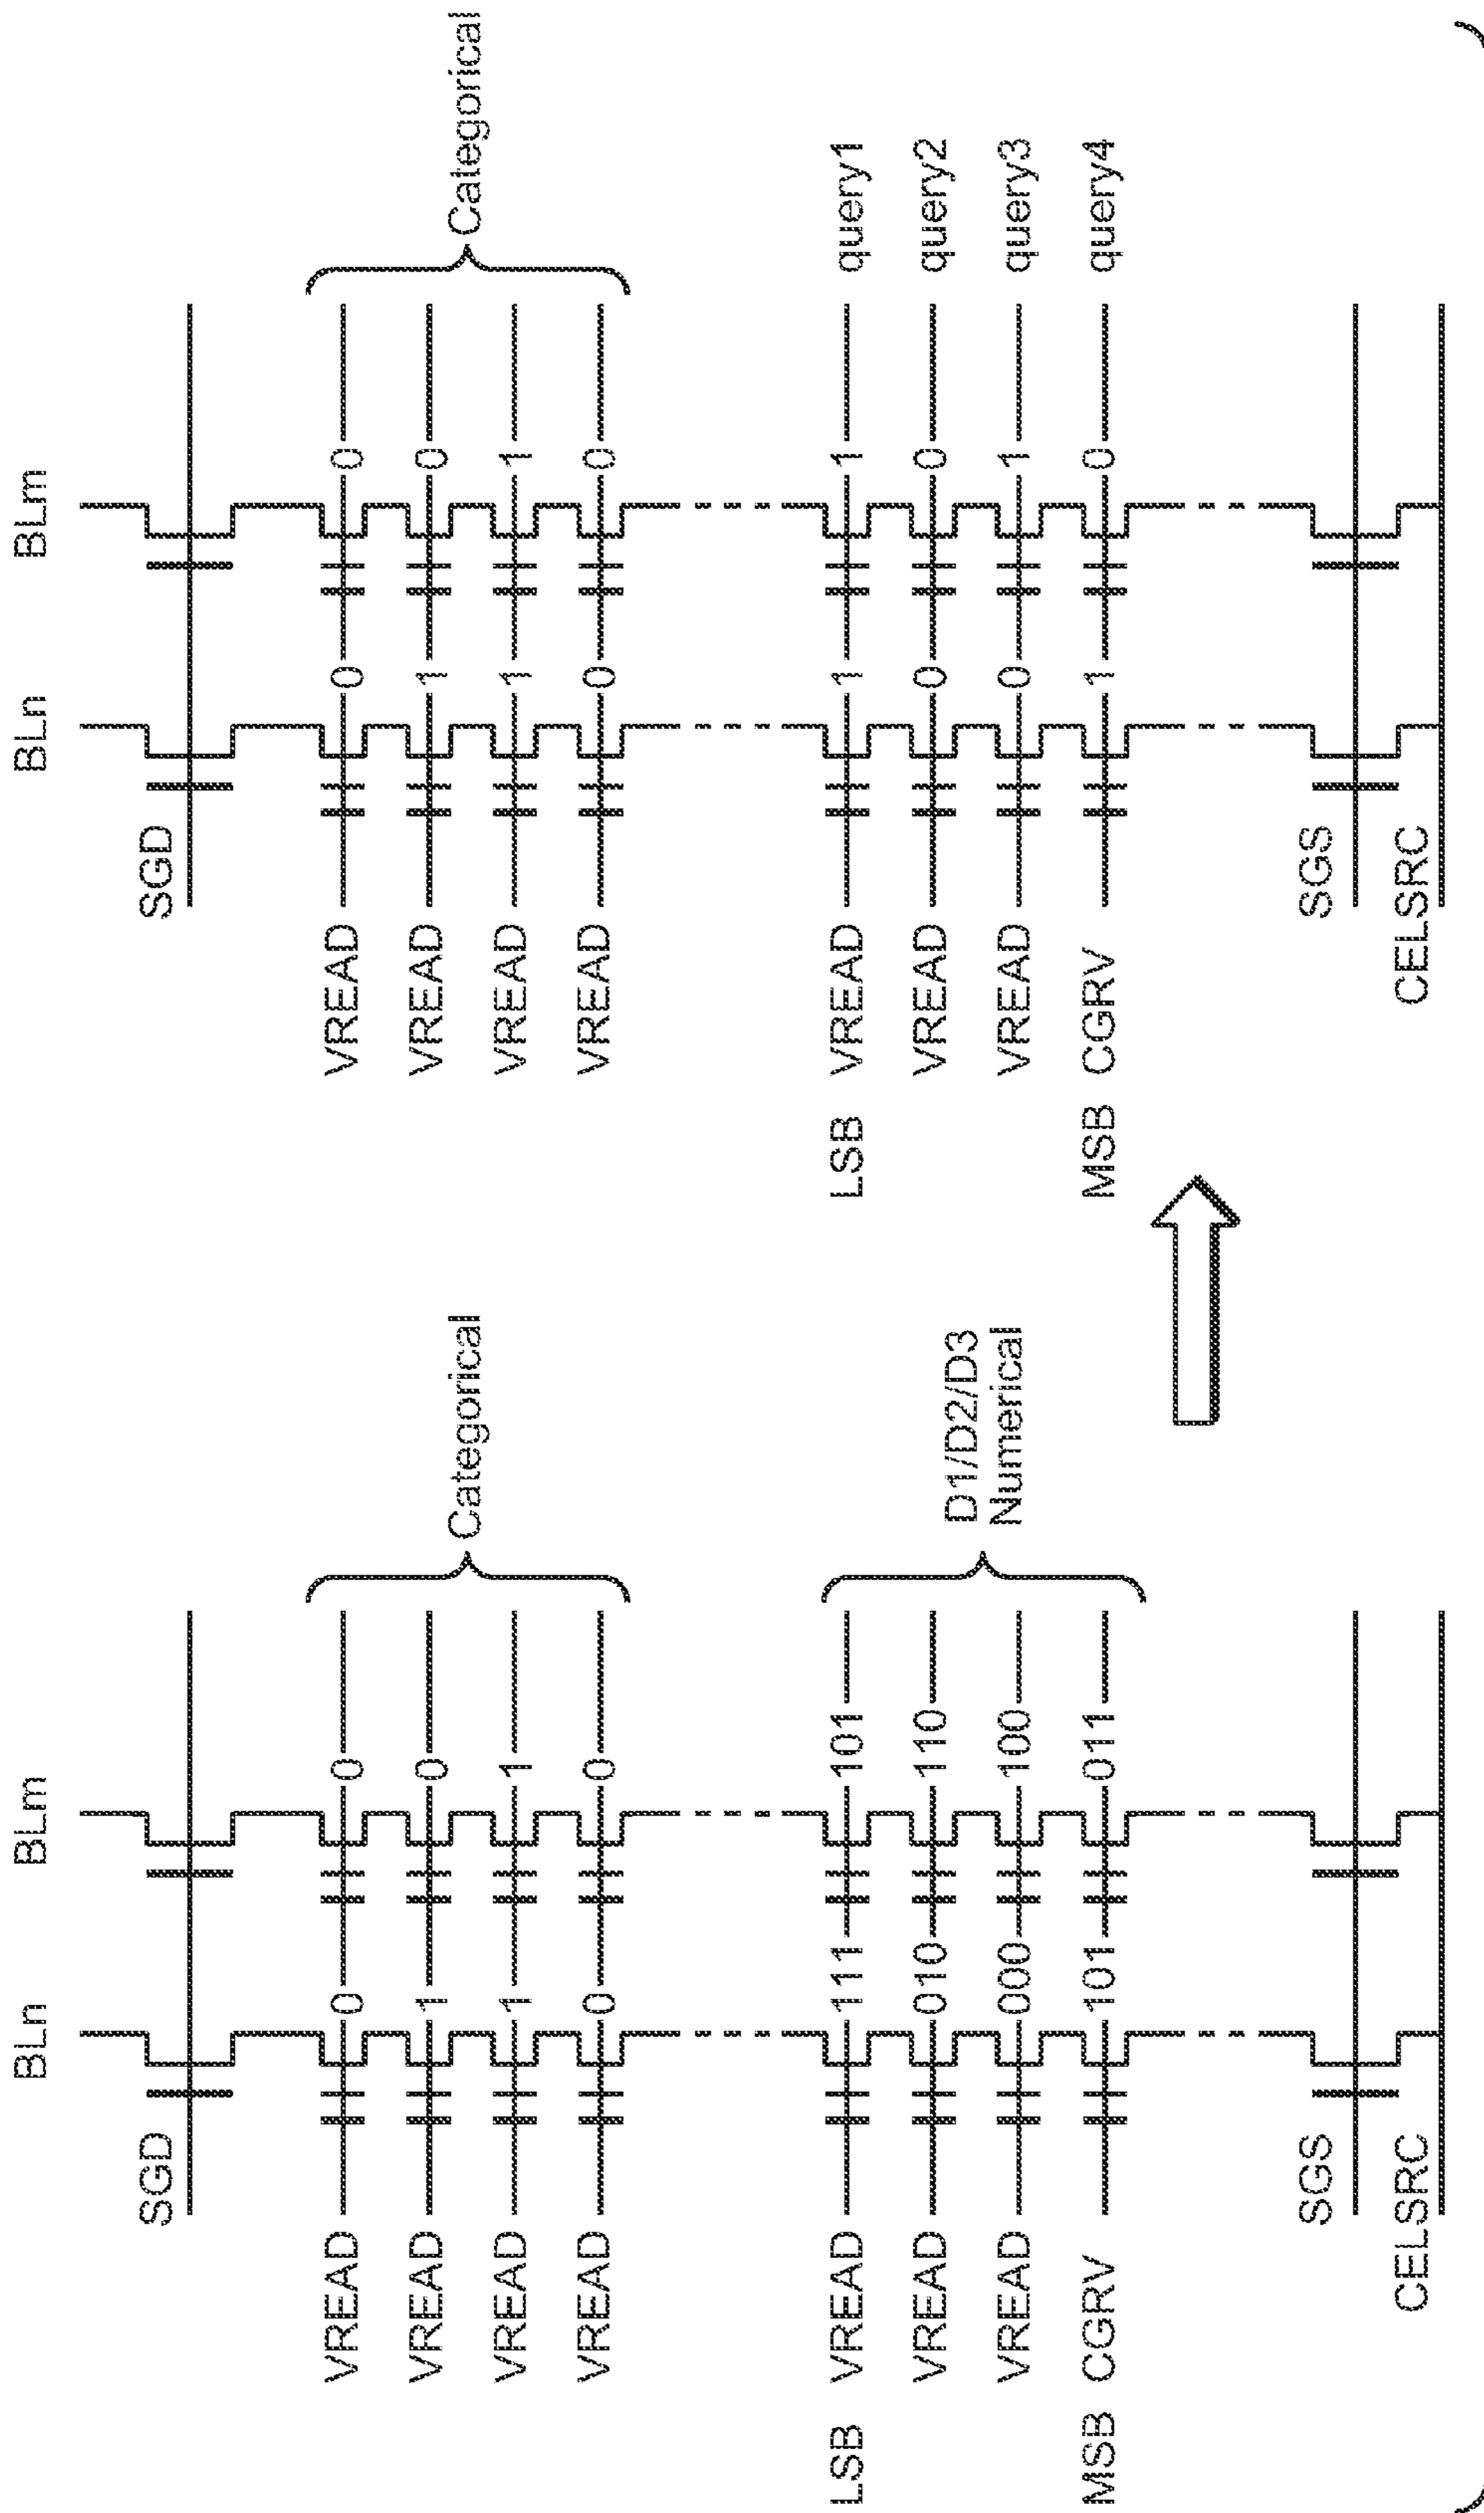 BLn BLm
SGD
VREAD 0 0
VREAD 1 0
Categorical
VREAD 1 1
VREAD 0 0
LSB VREAD 111 101
VREAD 010 110
D1/D2/D3
Numerical
VREAD 000 100
MSB CGRV 101 011
SGS
CELSRC
BLn BLm
SGD
VREAD 0 0
VREAD 1 0
Categorical
VREAD 1 1
VREAD 0 0
LSB VREAD 1 1 query1
VREAD 0 0 query2
VREAD 0 1 query3
MSB CGRV 1 0 query4
SGS
CELSRC